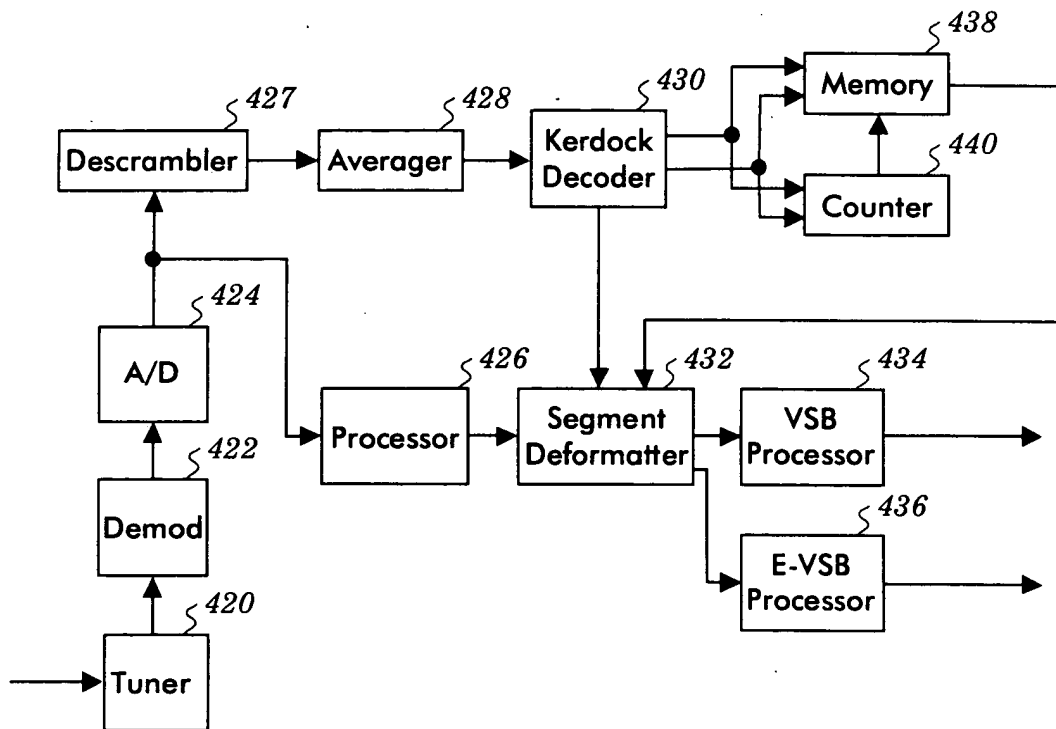 438
427
428
430
Memory
Kerdock
Decoder
Descrambler
Averager
440
Counter
424
A/D
426
432
434
Processor
Segment
Deformatter
VSB
Processor
422
Demod
436
E-VSB
Processor
420
Tuner